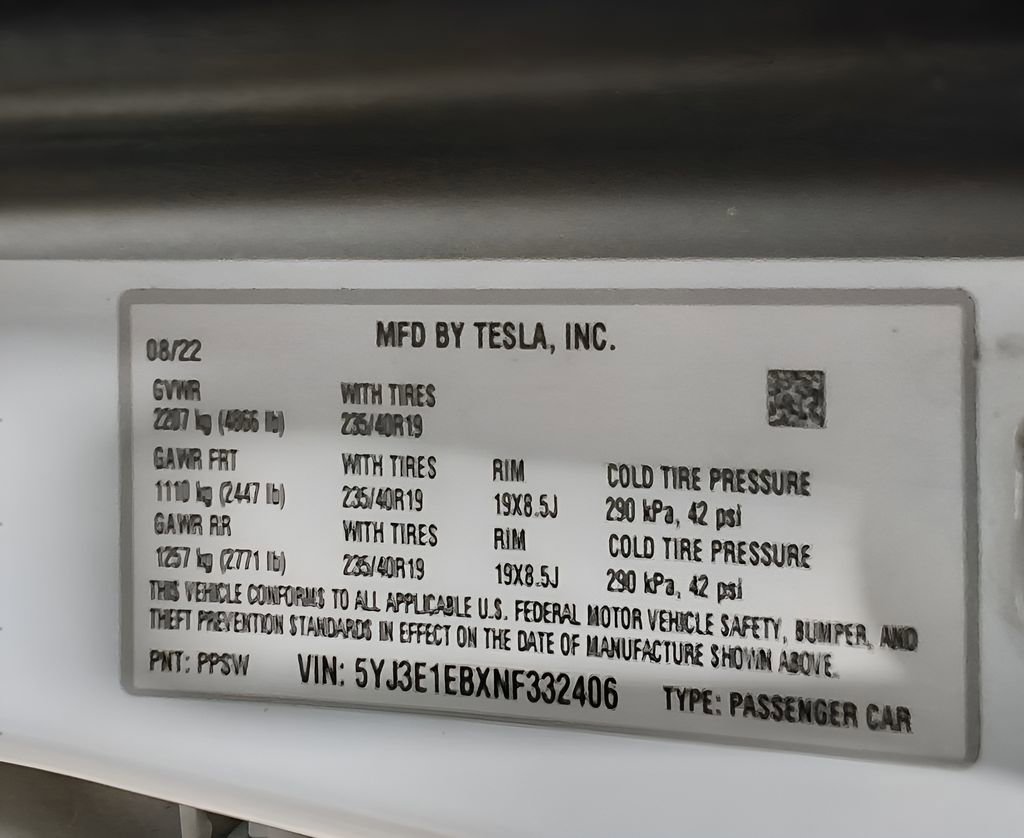 MFD BY TESLA, INC.
08/22
GVWR WITH TIRES
2207 kg (4866 lb) 235/40R19
GAWR FRT WITH TIRES RIM COLD TIRE PRESSURE
1110 kg (2447 lb) 235/40R19 19X8.5J 290 kPa, 42 psi
GAWR RR WITH TIRES RIM COLD TIRE PRESSURE
1257 kg (2771 lb) 235/40R19 19X8.5J 290 kPa, 42 psi
THIS VEHICLE CONFORMS TO ALL APPLICABLE U.S. FEDERAL MOTOR VEHICLE SAFETY, BUMPER, AND
THEFT PREVENTION STANDARDS IN EFFECT ON THE DATE OF MANUFACTURE SHOWN ABOVE.
PNT: PPSW VIN: 5YJ3E1EBXNF332406 TYPE: PASSENGER CAR